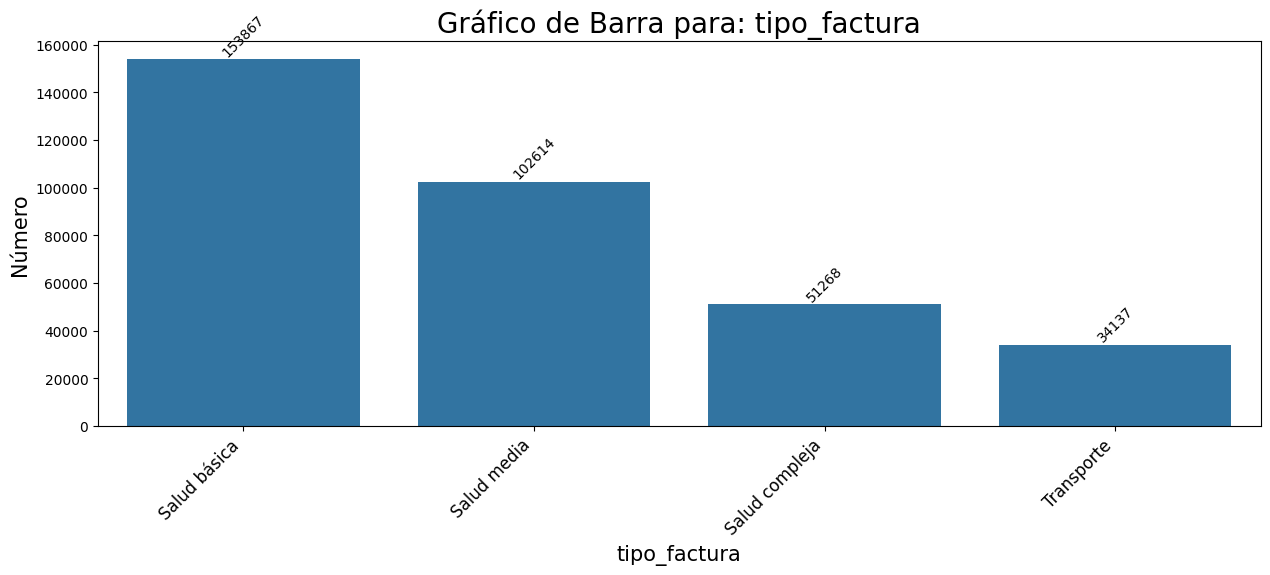 Gráfico de Barra para: tipo_factura
Número
160000
140000
120000
100000
80000
60000
40000
20000
0
153867
102614
51268
34137
Salud básica
Salud media
Salud compleja
Transporte
tipo_factura